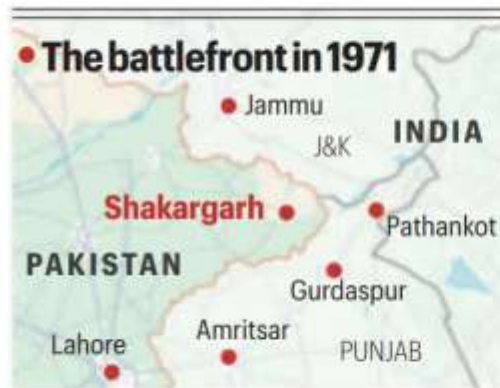 The battlefront in 1971
Jammu
J&K
INDIA
Shakargarh
Pathankot
PAKISTAN
Gurdaspur
Lahore
Amritsar
PUNJAB